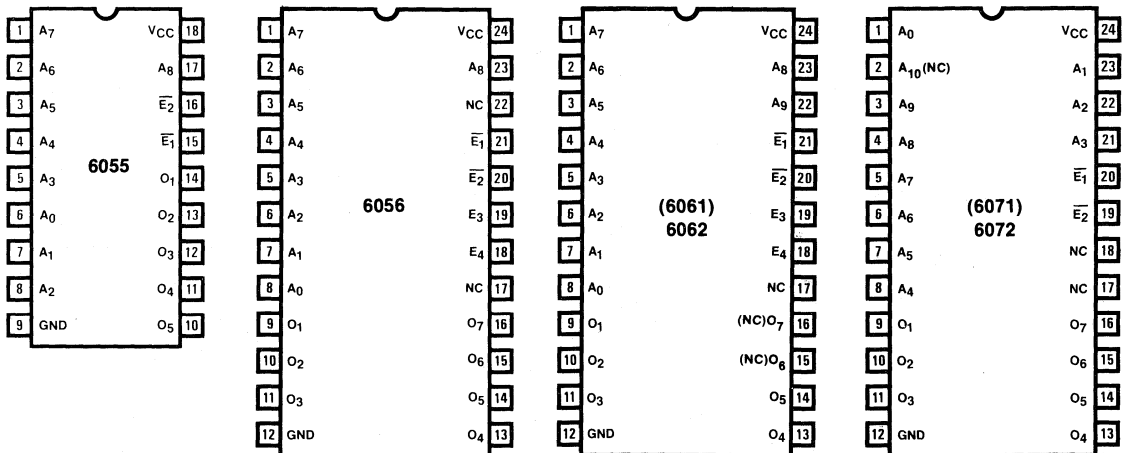 1 A7 VCC 18
2 A6 A8 17
3 A5 E̅2̅ 16
4 A4 E̅1̅ 15
6055
5 A3 O1 14
6 A0 O2 13
7 A1 O3 12
8 A2 O4 11
9 GND O5 10
1 A7 VCC 24
2 A6 A8 23
3 A5 NC 22
4 A4 E̅1̅ 21
5 A3 E̅2̅ 20
6056
6 A2 E3 19
7 A1 E4 18
8 A0 NC 17
9 O1 O7 16
10 O2 O6 15
11 O3 O5 14
12 GND O4 13
1 A7 VCC 24
2 A6 A8 23
3 A5 A9 22
4 A4 E̅1̅ 21
5 A3 E̅2̅ 20
(6061)
6062
6 A2 E3 19
7 A1 E4 18
8 A0 NC 17
9 O1 (NC)O7 16
10 O2 (NC)O6 15
11 O3 O5 14
12 GND O4 13
1 A0 VCC 24
2 A10(NC) A1 23
3 A9 A2 22
4 A8 A3 21
5 A7 E̅1̅ 20
(6071)
6072
6 A6 E̅2̅ 19
7 A5 NC 18
8 A4 NC 17
9 O1 O7 16
10 O2 O6 15
11 O3 O5 14
12 GND O4 13